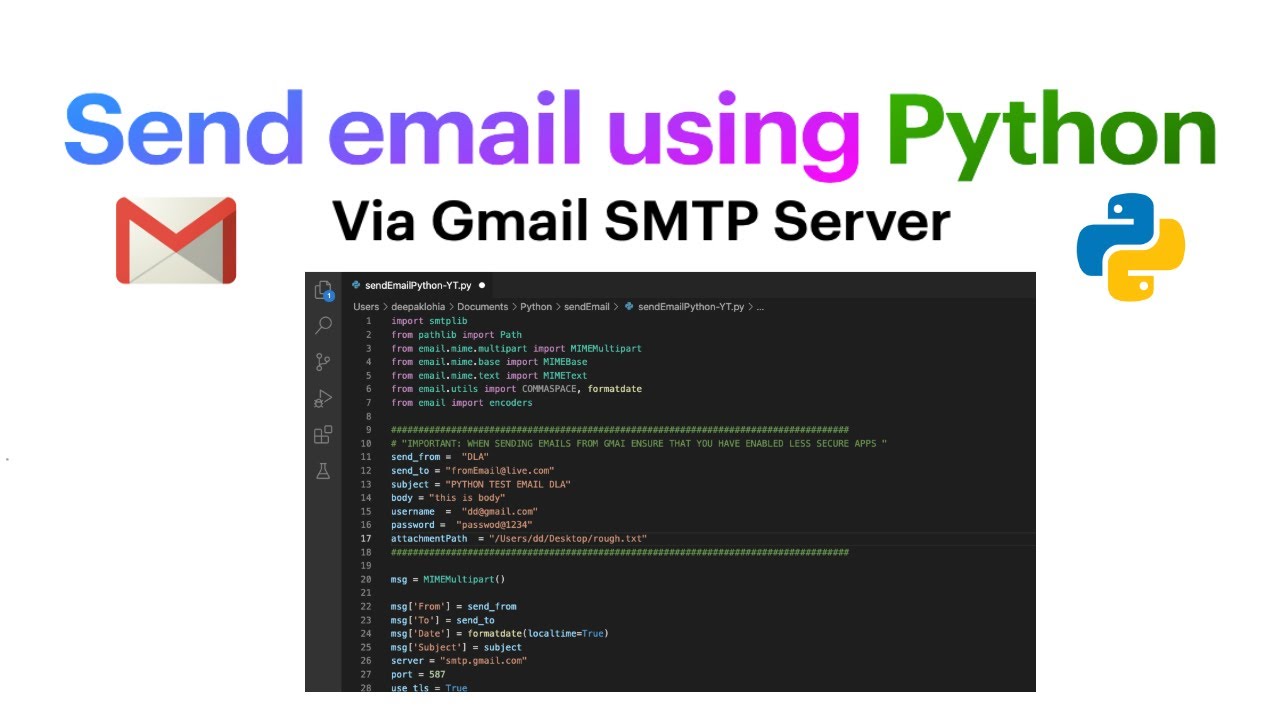 Send email using Python
Via Gmail SMTP Server
sendEmailPython-YT.py
1
Users > deepaklohia > Documents > Python > sendEmail > sendEmailPython-YT.py > ...
1 import smtplib
2 from pathlib import Path
3 from email.mime.multipart import MIMEMultipart
4 from email.mime.base import MIMEBase
5 from email.mime.text import MIMEText
6 from email.utils import COMMASPACE, formatdate
7 from email import encoders
8
9 ####################################################################################
10 # "IMPORTANT: WHEN SENDING EMAILS FROM GMAI ENSURE THAT YOU HAVE ENABLED LESS SECURE APPS "
11 send_from =  "DLA"
12 send_to = "fromEmail@live.com"
13 subject = "PYTHON TEST EMAIL DLA"
14 body = "this is body"
15 username  =  "dd@gmail.com"
16 password =  "passwod@1234"
17 attachmentPath  = "/Users/dd/Desktop/rough.txt"
18 ####################################################################################
19
20 msg = MIMEMultipart()
21
22 msg['From'] = send_from
23 msg['To'] = send_to
24 msg['Date'] = formatdate(localtime=True)
25 msg['Subject'] = subject
26 server = "smtp.gmail.com"
27 port = 587
28 use_tls = True